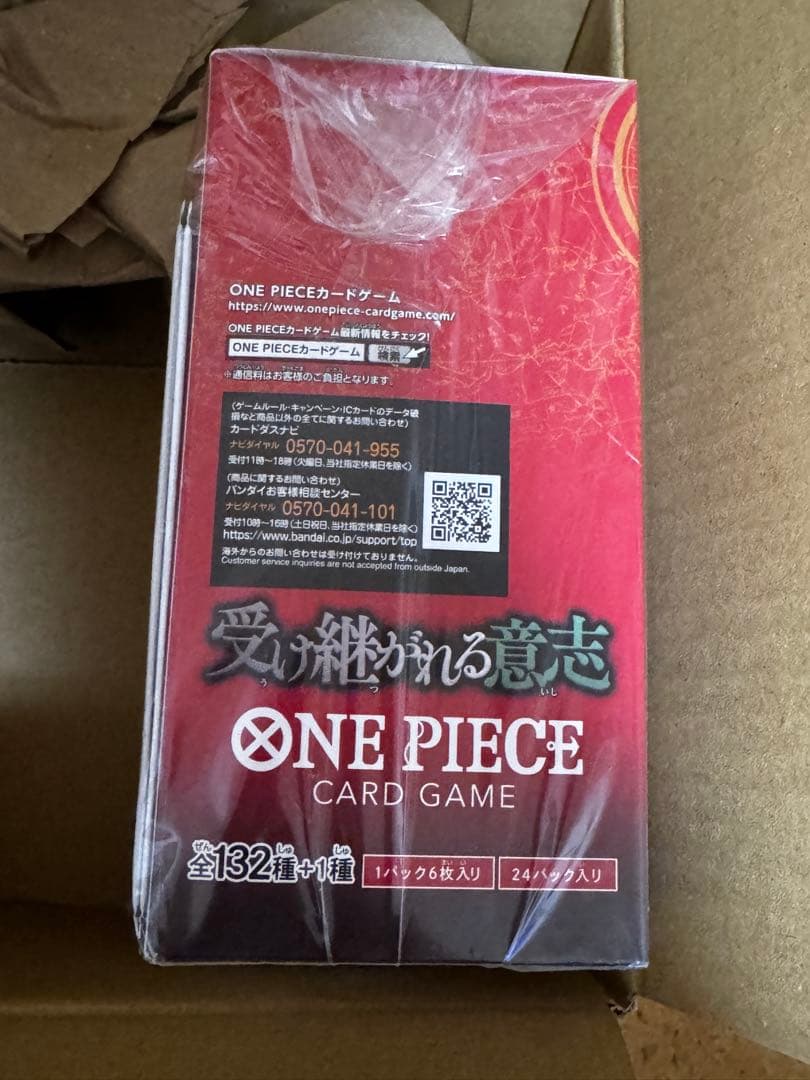 ONE PIECEカードゲーム
https://www.onepiece-cardgame.com/
ONE PIECEカードゲーム最新情報をチェック!
ONE PIECEカードゲーム 検索
※通信料はお客様のご負担となります。
(ゲームルール・キャンペーン・ICカードのデータ破
損など商品以外の全てに関するお問い合わせ)
カードダスナビ
ナビダイヤル 0570-041-955
受付11時～18時(火曜日、当社指定休業日を除く)
(商品に関するお問い合わせ)
バンダイお客様相談センター
ナビダイヤル 0570-041-101
受付10時～16時(土日祝日、当社指定休業日を除く)
https://www.bandai.co.jp/support/top
海外からのお問い合わせは受け付けておりません。
Customer service inquiries are not accepted from outside Japan.
受け継がれる意志
ONE PIECE
CARD GAME
全132種+1種 1パック6枚入り 24パック入り